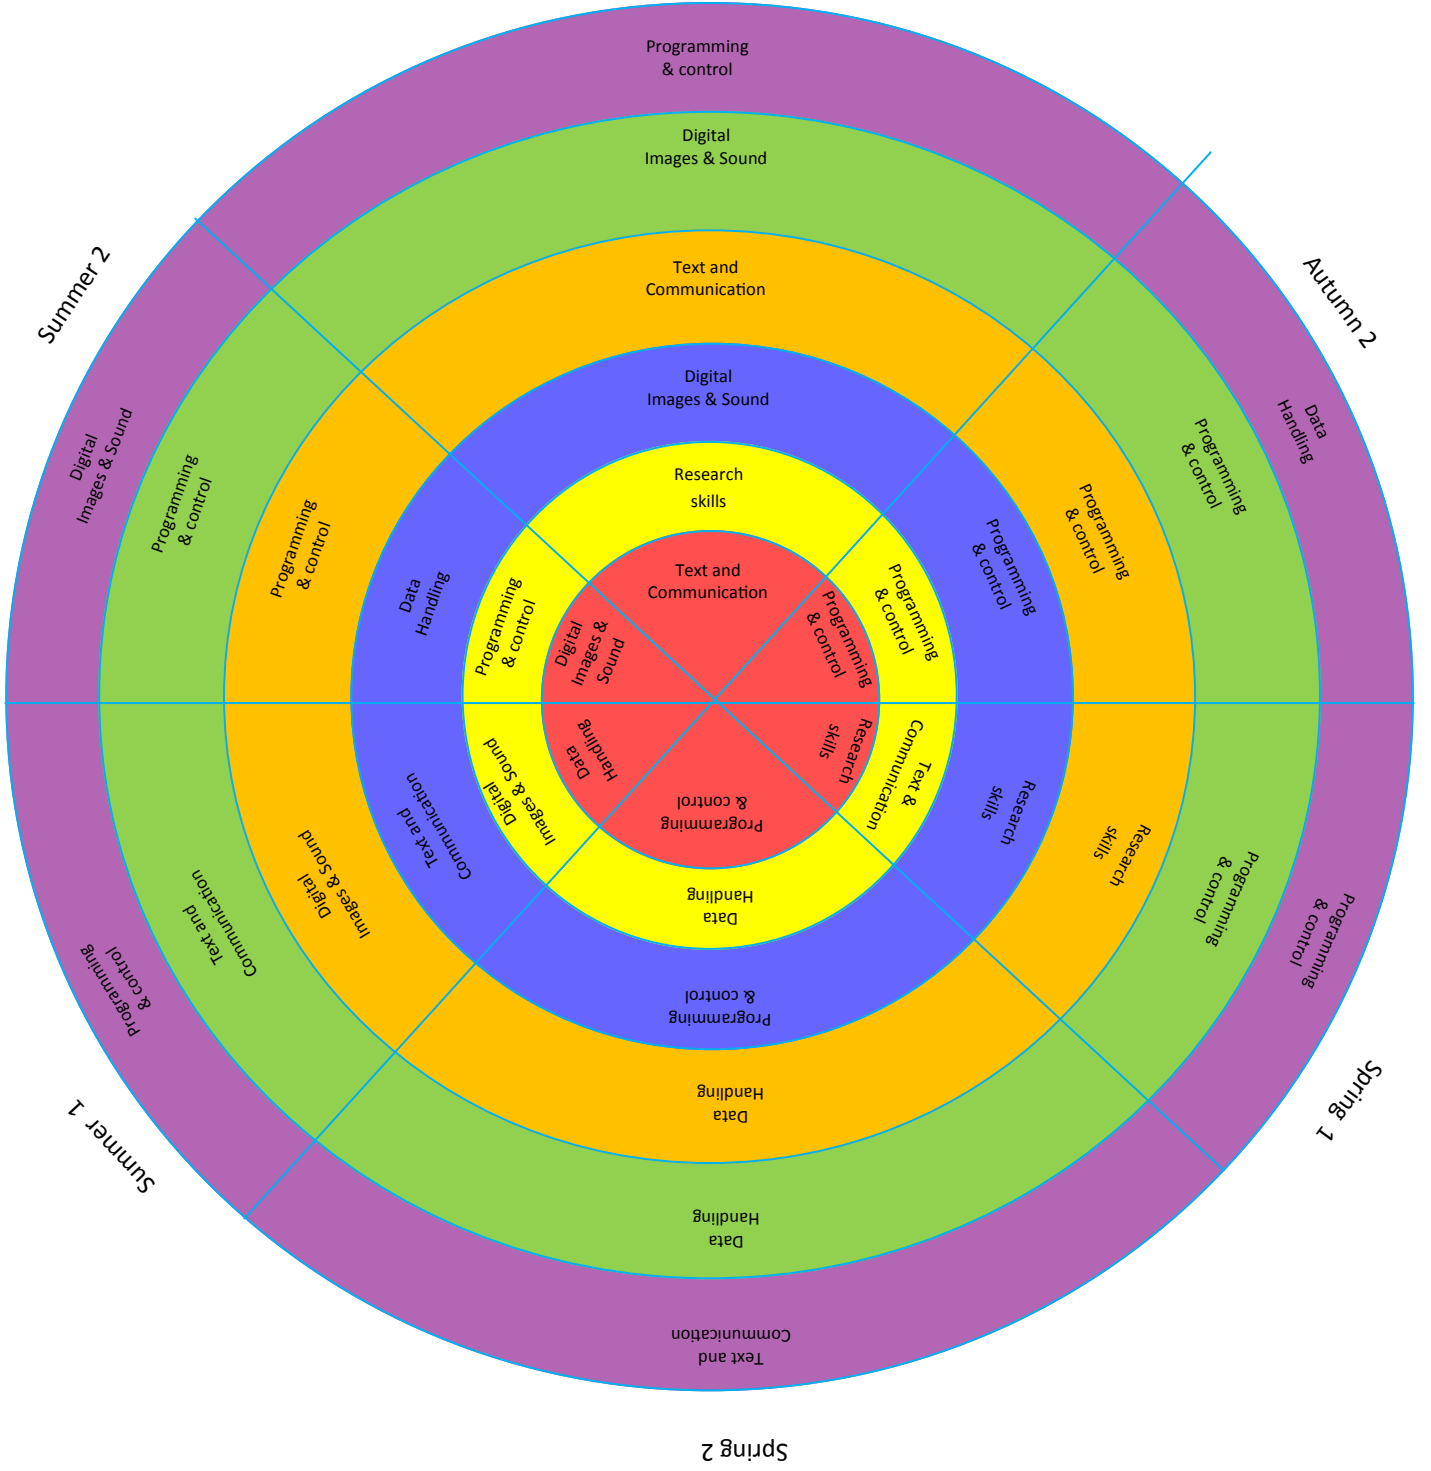 Programming
& control
Digital
Images & Sound
Text and
Communication
Digital
Images & Sound
Research
skills
Text and
Communication
Autumn 2
Data
Handling
Programming
& control
Programming
& control
Programming
& control
Programming
& control
Programming
& control
Spring 1
Programming
& control
Programming
& control
Research
skills
Research
skills
Text &
Communication
Research
skills
Spring 2
Text and
Communication
Data
Handling
Data
Handling
Programming
& control
Data
Handling
Programming
& control
Summer 1
Programming
& control
Text and
Communication
Digital
Images & Sound
Text and
Communication
Digital
Images & Sound
Data
Handling
Summer 2
Digital
Images & Sound
Programming
& control
Programming
& control
Data
Handling
Programming
& control
Digital
Images &
Sound